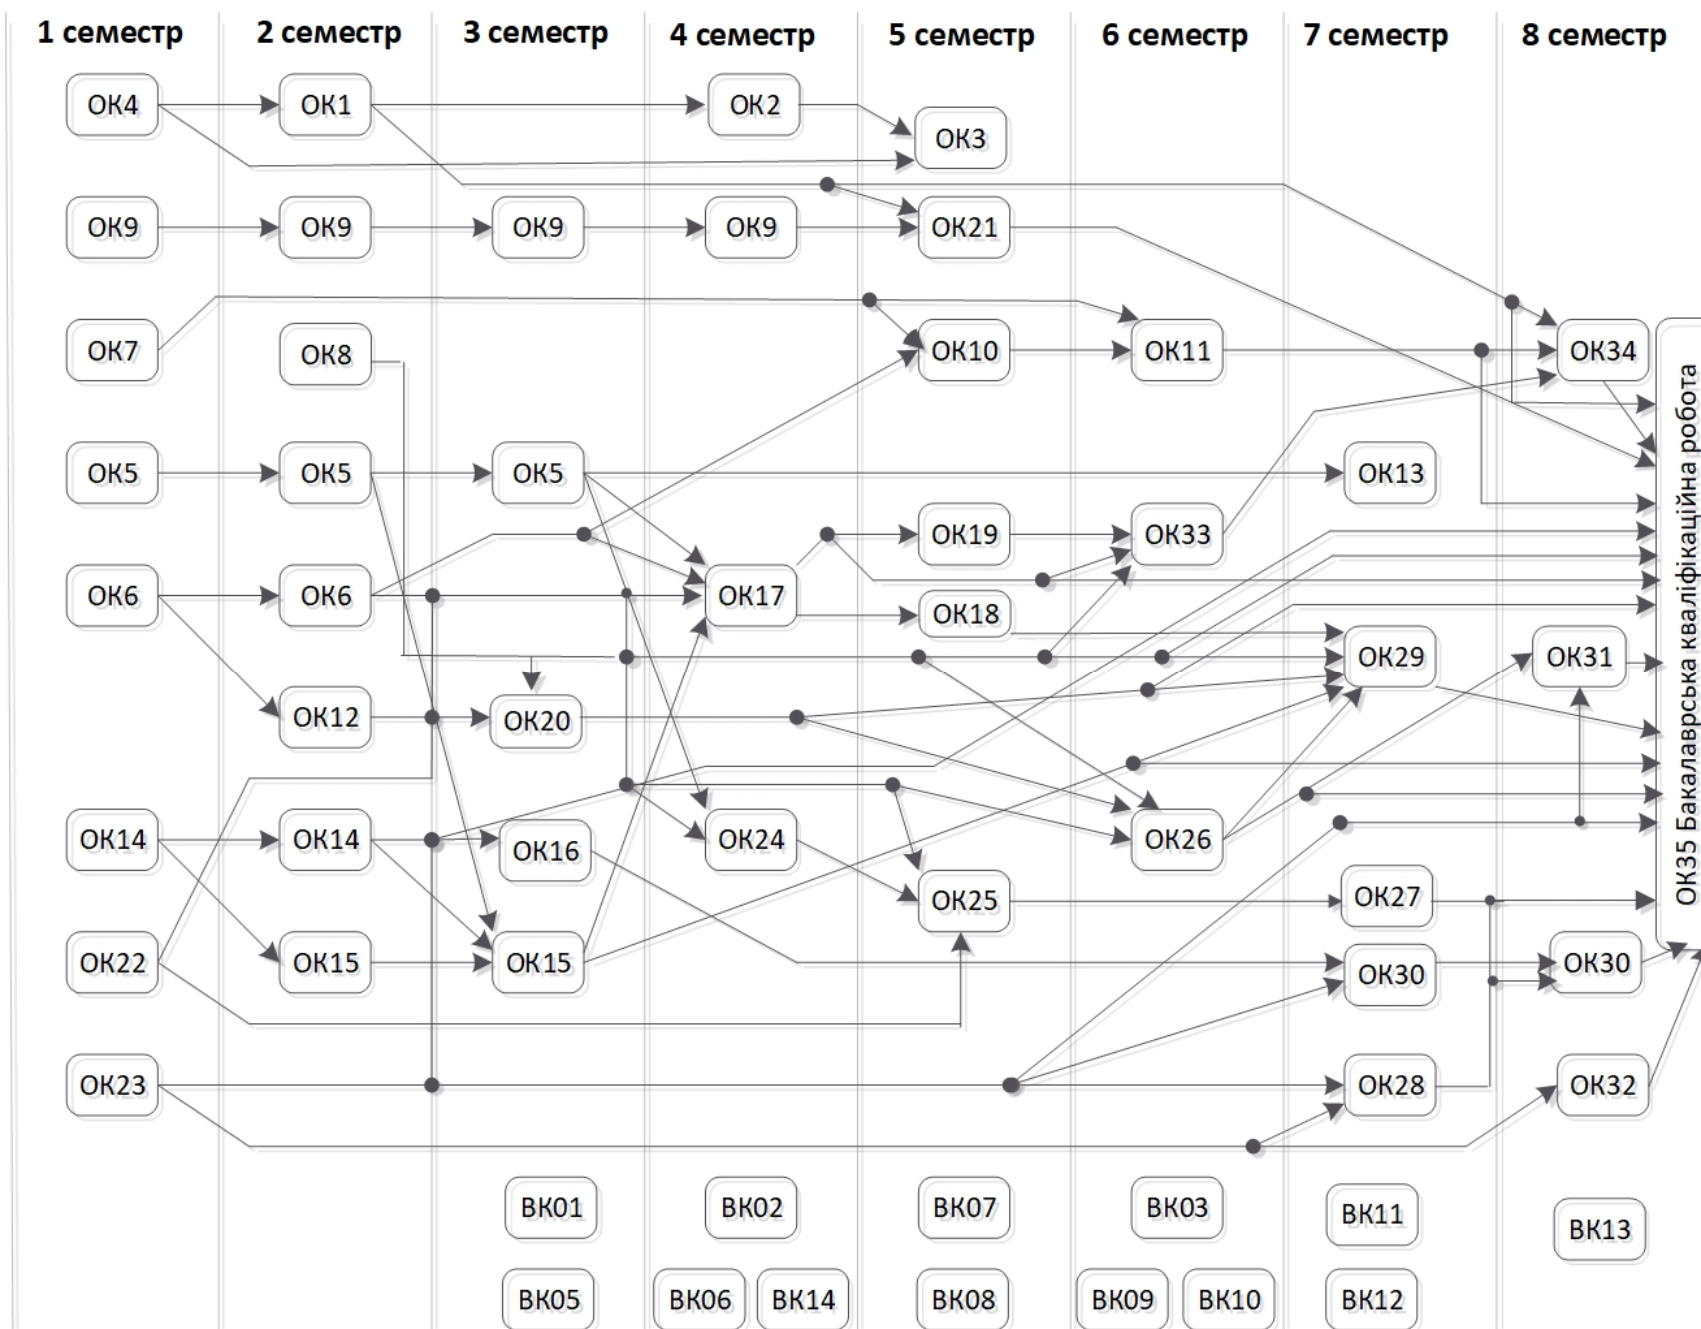 1 семестр 2 семестр 3 семестр 4 семестр 5 семестр 6 семестр 7 семестр 8 семестр
ОК4 ОК1 ОК2
ОК3
ОК9 ОК9 ОК9 ОК9 ОК21
ОК7 ОК8 ОК10 ОК11 ОК34
ОК5 ОК5 ОК5 ОК13
ОК19 ОК33
ОК6 ОК6 ОК17 ОК18
ОК29 ОК31
ОК12 ОК20
ОК14 ОК14 ОК16 ОК24 ОК26
ОК25 ОК27
ОК22 ОК15 ОК15 ОК30 ОК30
ОК23 ОК28 ОК32
ОК35 Бакалаврська кваліфікаційна робота
ВК01 ВК02 ВК07 ВК03 ВК11 ВК13
ВК05 ВК06 ВК14 ВК08 ВК09 ВК10 ВК12